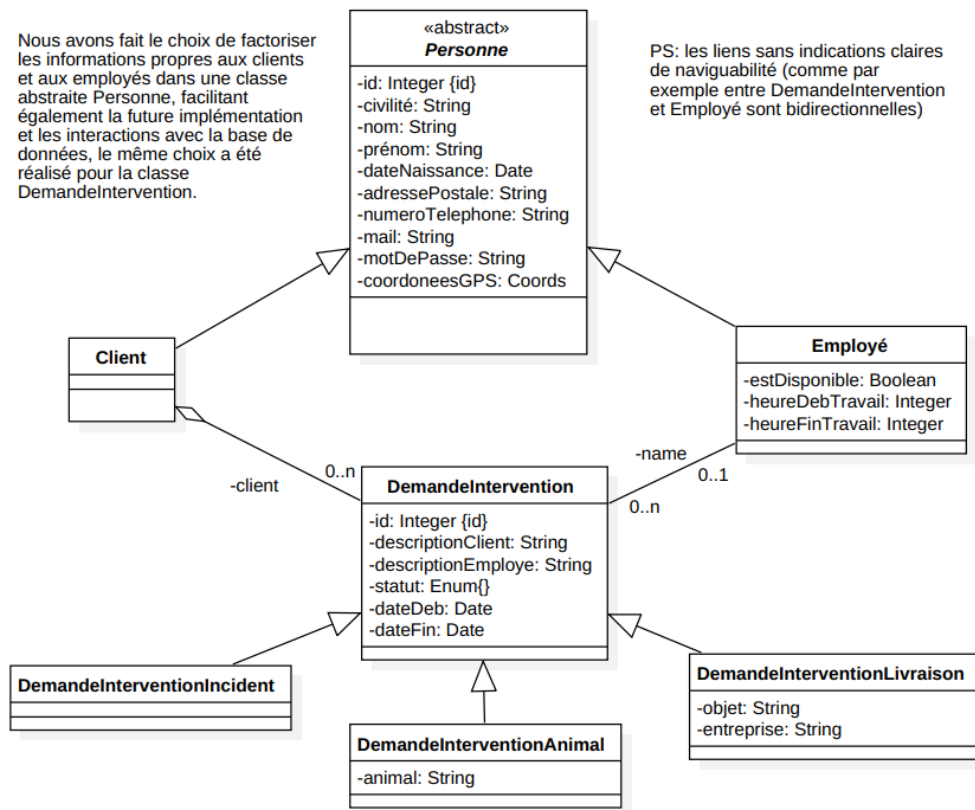 Nous avons fait le choix de factoriser
les informations propres aux clients
et aux employés dans une classe
abstraite Personne, facilitant
également la future implémentation
et les interactions avec la base de
données, le même choix a été
réalisé pour la classe
DemandeIntervention.
«abstract»
Personne
-id: Integer {id}
-civilité: String
-nom: String
-prénom: String
-dateNaissance: Date
-adressePostale: String
-numeroTelephone: String
-mail: String
-motDePasse: String
-coordoneesGPS: Coords
PS: les liens sans indications claires
de naviguabilité (comme par
exemple entre DemandeIntervention
et Employé sont bidirectionnelles)
Client
Employé
-estDisponible: Boolean
-heureDebTravail: Integer
-heureFinTravail: Integer
-client
0..n
-name
0..1
0..n
DemandeIntervention
-id: Integer {id}
-descriptionClient: String
-descriptionEmploye: String
-statut: Enum{}
-dateDeb: Date
-dateFin: Date
DemandeInterventionIncident
DemandeInterventionAnimal
-animal: String
DemandeInterventionLivraison
-objet: String
-entreprise: String